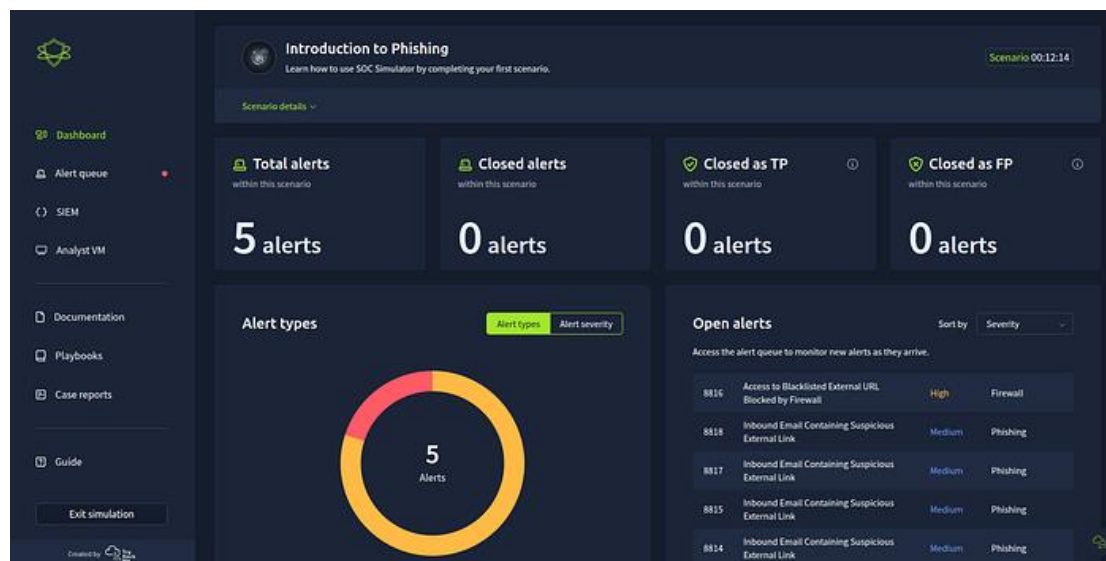 Introduction to Phishing
Learn how to use SOC Simulator by completing your first scenario.
Scenario 00:12:14
Scenario details
Dashboard
Alert queue
SIEM
Analyst VM
Documentation
Playbooks
Case reports
Guide
Exit simulation
Created by
Total alerts
within this scenario
5 alerts
Closed alerts
within this scenario
0 alerts
Closed as TP
within this scenario
0 alerts
Closed as FP
within this scenario
0 alerts
Alert types
Alert types Alert severity
5
Alerts
Open alerts
Sort by Severity
Access the alert queue to monitor new alerts as they arrive.
8816 Access to Blacklisted External URL High Firewall
Blocked by Firewall
8818 Inbound Email Containing Suspicious Medium Phishing
External Link
8817 Inbound Email Containing Suspicious Medium Phishing
External Link
8815 Inbound Email Containing Suspicious Medium Phishing
External Link
8814 Inbound Email Containing Suspicious Medium Phishing
External Link